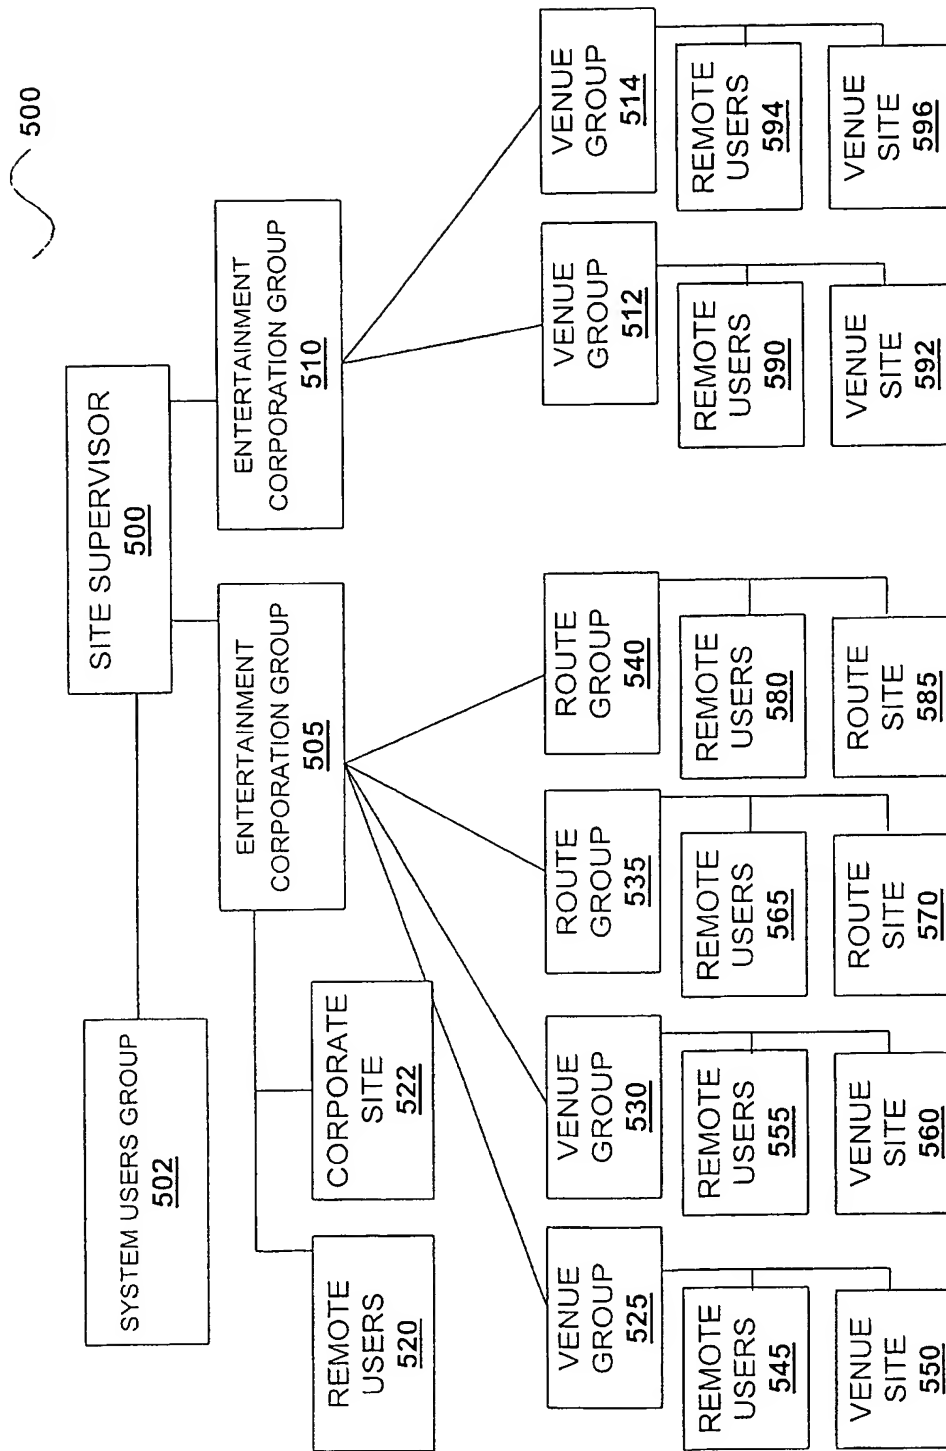 500
SITE SUPERVISOR
500
SYSTEM USERS GROUP
502
ENTERTAINMENT
CORPORATION GROUP
505
ENTERTAINMENT
CORPORATION GROUP
510
REMOTE
USERS
520
CORPORATE
SITE
522
VENUE
GROUP
525
REMOTE
USERS
545
VENUE
SITE
550
VENUE
GROUP
530
REMOTE
USERS
555
VENUE
SITE
560
ROUTE
GROUP
535
REMOTE
USERS
565
ROUTE
SITE
570
ROUTE
GROUP
540
REMOTE
USERS
580
ROUTE
SITE
585
VENUE
GROUP
512
REMOTE
USERS
590
VENUE
SITE
592
VENUE
GROUP
514
REMOTE
USERS
594
VENUE
SITE
596